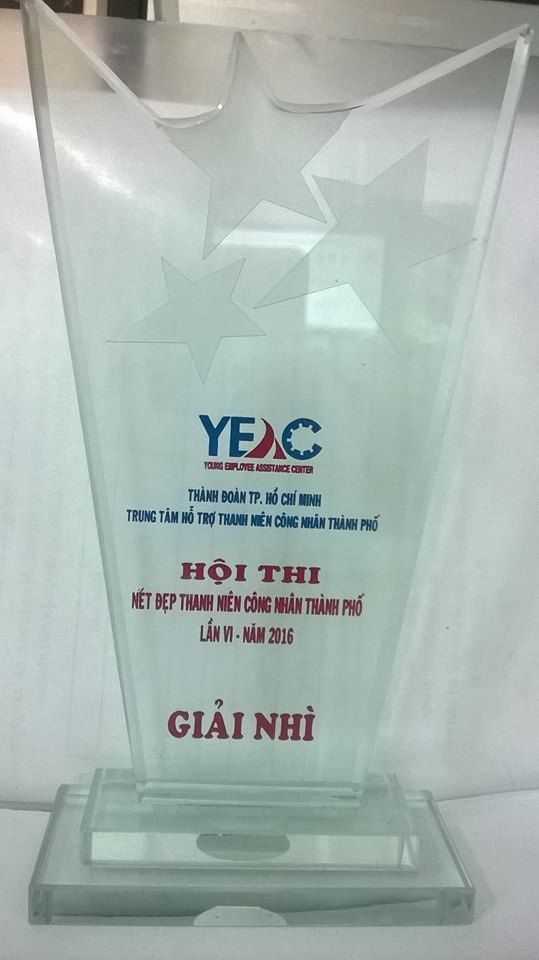 YEAC
YOUNG EMPLOYEE ASSISTANCE CENTER
THÀNH ĐOÀN TP. HỒ CHÍ MINH
TRUNG TÂM HỖ TRỢ THANH NIÊN CÔNG NHÂN THÀNH PHỐ
HỘI THI
NÉT ĐẸP THANH NIÊN CÔNG NHÂN THÀNH PHỐ
LẦN VI - NĂM 2016
GIẢI NHÌ